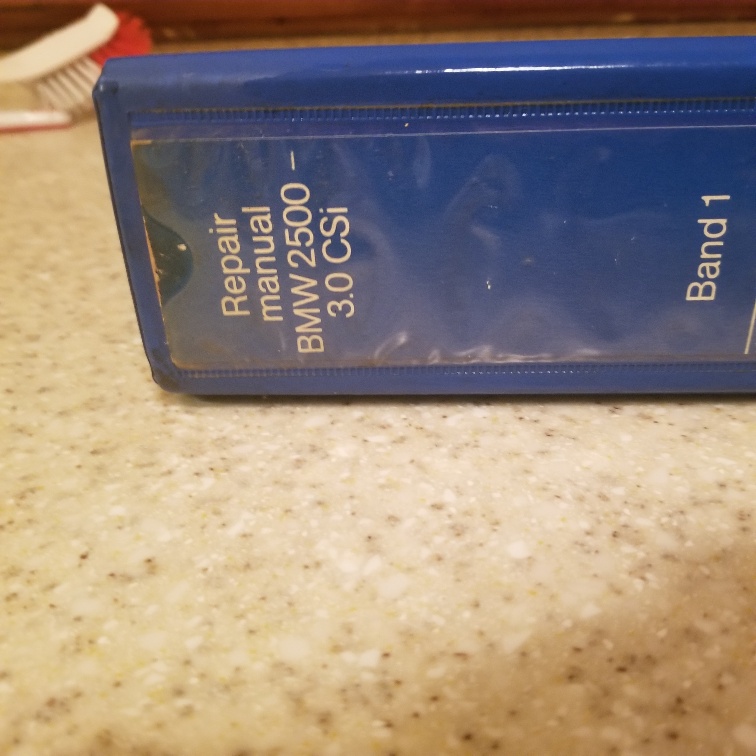 Repair
manual
BMW 2500 –
3.0 CSi
Band 1